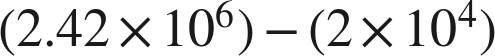 (2.42 × 10⁶) − (2 × 10⁴)